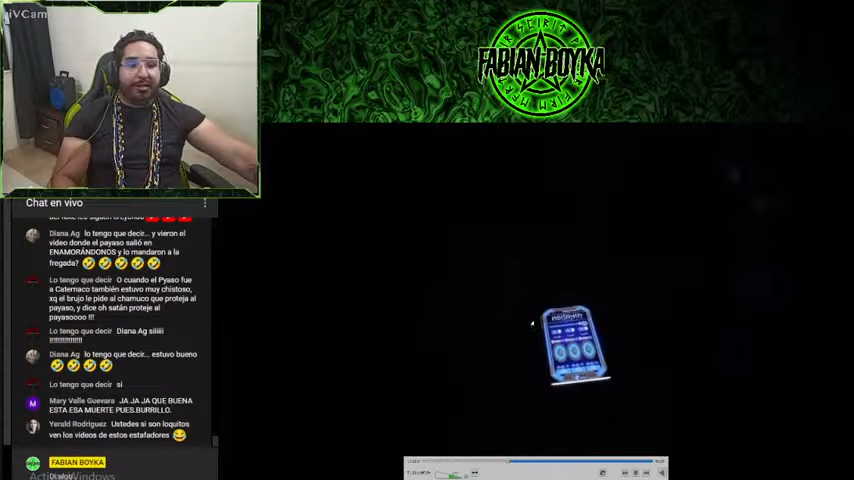 iVCam
FABIAN BOYKA
Chat en vivo
Diana Ag lo tengo que decir... y vieron el
video donde el payaso salió en
ENAMORÁNDONOS y lo mandaron a la
fregada?
Lo tengo que decir O cuando el Pyaso fue
a Catemaco también estuvo muy chistoso,
xq el brujo le pide al chamuco que proteja al
payaso, y dice oh satán proteje al
payasoooo !!!
Lo tengo que decir Diana Ag siiiiii
!!!!!!!!!!!!!!!!
Diana Ag lo tengo que decir... estuvo bueno
Lo tengo que decir si
M Mary Valle Guevara JA JA JA QUE BUENA
ESTA ESA MUERTE PUES.BURRILLO.
Yerald Rodriguez Ustedes si son loquitos
ven los videos de estos estafadores
FABIAN BOYKA